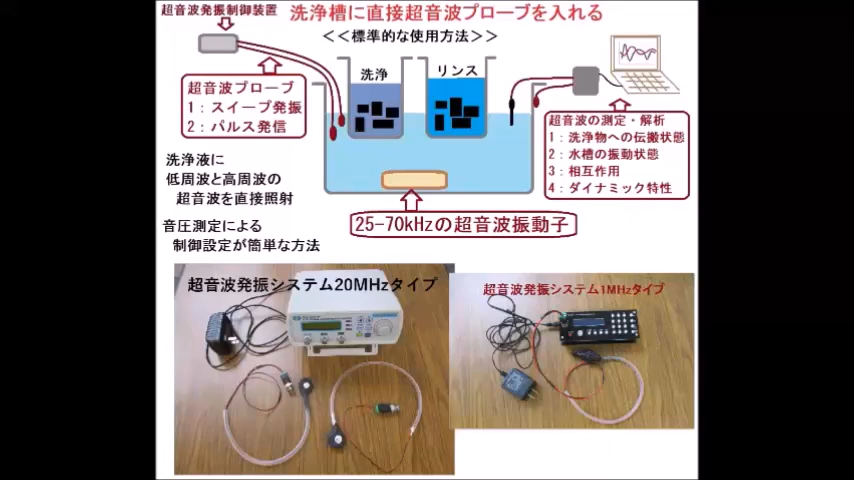 超音波発振制御装置
洗浄槽に直接超音波プローブを入れる
<<標準的な使用方法>>
洗浄
リンス
超音波プローブ
1：スイープ発振
2：パルス発信
超音波の測定・解析
1：洗浄物への伝搬状態
2：水槽の振動状態
3：相互作用
4：ダイナミック特性
洗浄液に
低周波と高周波の
超音波を直接照射
音圧測定による
制御設定が簡単な方法
25-70kHzの超音波振動子
超音波発振システム20MHzタイプ
超音波発振システム1MHzタイプ